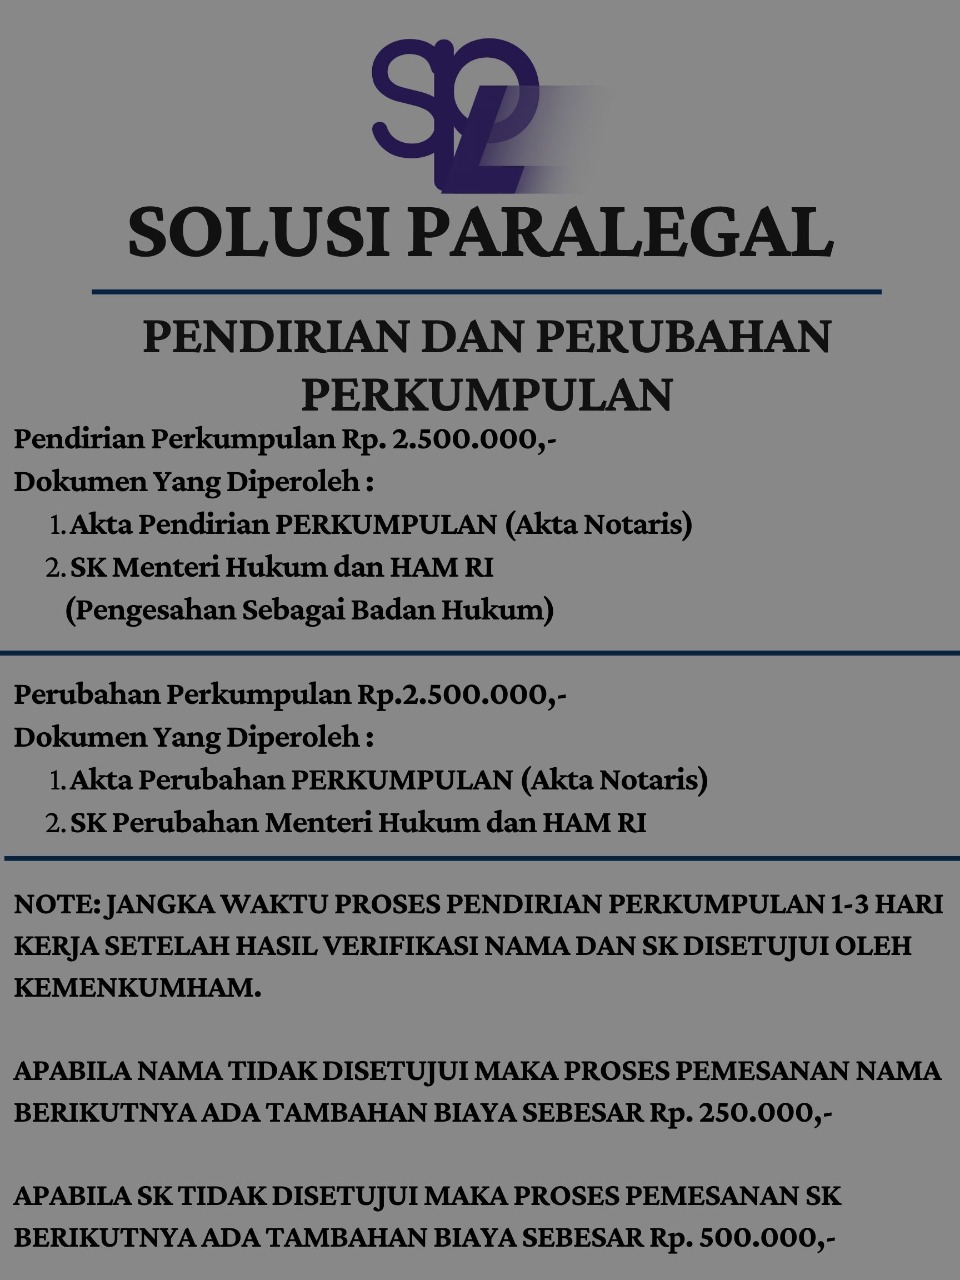 SPL
SOLUSI PARALEGAL
PENDIRIAN DAN PERUBAHAN
PERKUMPULAN
Pendirian Perkumpulan Rp. 2.500.000,-
Dokumen Yang Diperoleh :
1. Akta Pendirian PERKUMPULAN (Akta Notaris)
2. SK Menteri Hukum dan HAM RI
(Pengesahan Sebagai Badan Hukum)
Perubahan Perkumpulan Rp.2.500.000,-
Dokumen Yang Diperoleh :
1. Akta Perubahan PERKUMPULAN (Akta Notaris)
2. SK Perubahan Menteri Hukum dan HAM RI
NOTE: JANGKA WAKTU PROSES PENDIRIAN PERKUMPULAN 1-3 HARI
KERJA SETELAH HASIL VERIFIKASI NAMA DAN SK DISETUJUI OLEH
KEMENKUMHAM.
APABILA NAMA TIDAK DISETUJUI MAKA PROSES PEMESANAN NAMA
BERIKUTNYA ADA TAMBAHAN BIAYA SEBESAR Rp. 250.000,-
APABILA SK TIDAK DISETUJUI MAKA PROSES PEMESANAN SK
BERIKUTNYA ADA TAMBAHAN BIAYA SEBESAR Rp. 500.000,-